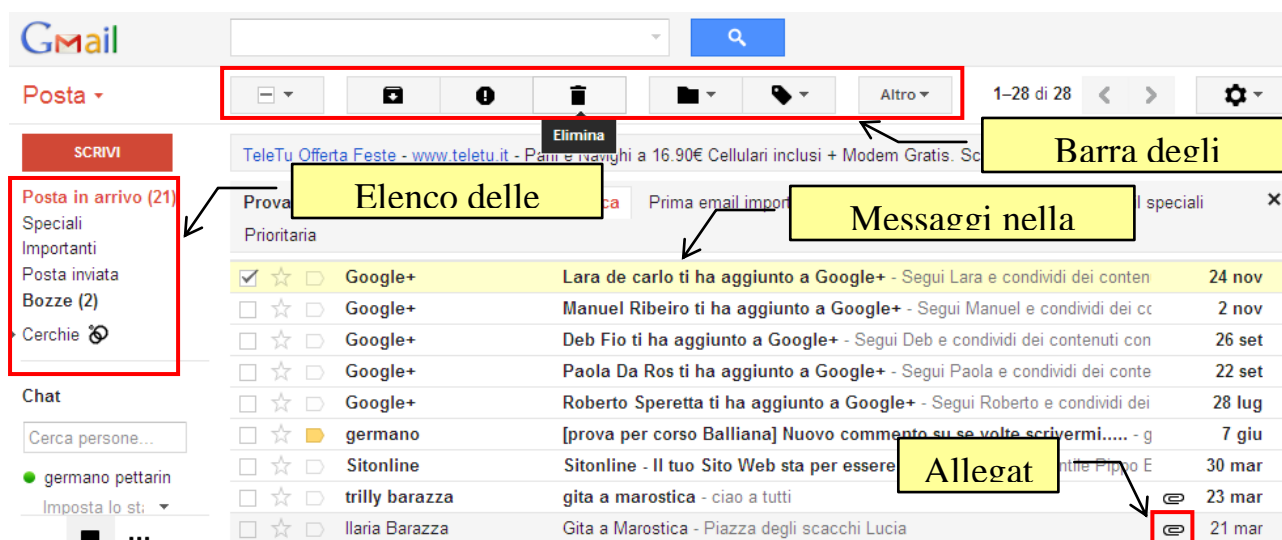 Gmail
Posta
Altro
1–28 di 28
Elimina
SCRIVI
TeleTu Offerta Feste - www.teletu.it - Pani e Navighi a 16.90€ Cellulari inclusi + Modem Gratis. Sc
Barra degli
Posta in arrivo (21)
Speciali
Importanti
Posta inviata
Bozze (2)
Cerchie
Elenco delle
Prova
ca
Prima email
speciali
Messaggi nella
Prioritaria
Google+ Lara de carlo ti ha aggiunto a Google+ - Segui Lara e condividi dei conten 24 nov
Google+ Manuel Ribeiro ti ha aggiunto a Google+ - Segui Manuel e condividi dei cc 2 nov
Google+ Deb Fio ti ha aggiunto a Google+ - Segui Deb e condividi dei contenuti con 26 set
Google+ Paola Da Ros ti ha aggiunto a Google+ - Segui Paola e condividi dei conte 22 set
Google+ Roberto Speretta ti ha aggiunto a Google+ - Segui Roberto e condividi dei 28 lug
germano [prova per corso Balliana] Nuovo commento su se volte scrivermi..... - g 7 giu
Sitonline Sitonline - Il tuo Sito Web sta per essere Pippo E 30 mar
Allegat
trilly barazza gita a marostica - ciao a tutti 23 mar
Ilaria Barazza Gita a Marostica - Piazza degli scacchi Lucia 21 mar
Chat
Cerca persone...
germano pettarin
Imposto lo st